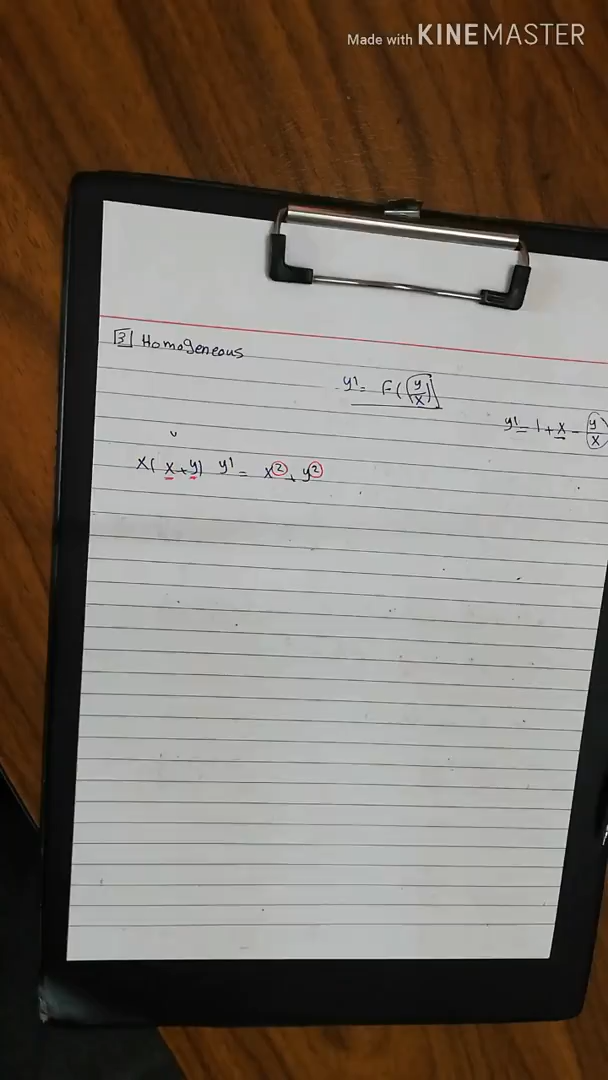 Made with KINEMASTER
3 Homogeneous
y' = F(y/x)
y' = 1 + x - y/x
x( x+y) y' = x² + y²